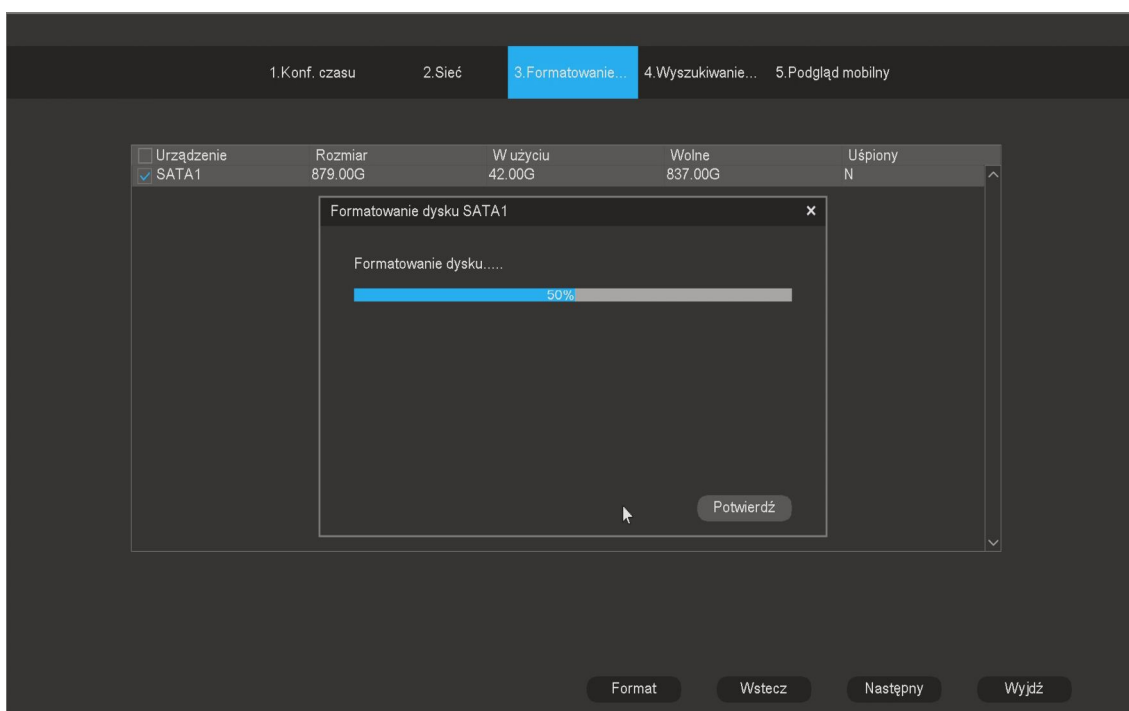 1.Konf. czasu 2.Sieć 3.Formatowanie... 4.Wyszukiwanie... 5.Podgląd mobilny
Urządzenie Rozmiar W użyciu Wolne Uśpiony
SATA1 879.00G 42.00G 837.00G N
Formatowanie dysku SATA1
Formatowanie dysku.....
50%
Potwierdź
Format Wstecz Następny Wyjdź